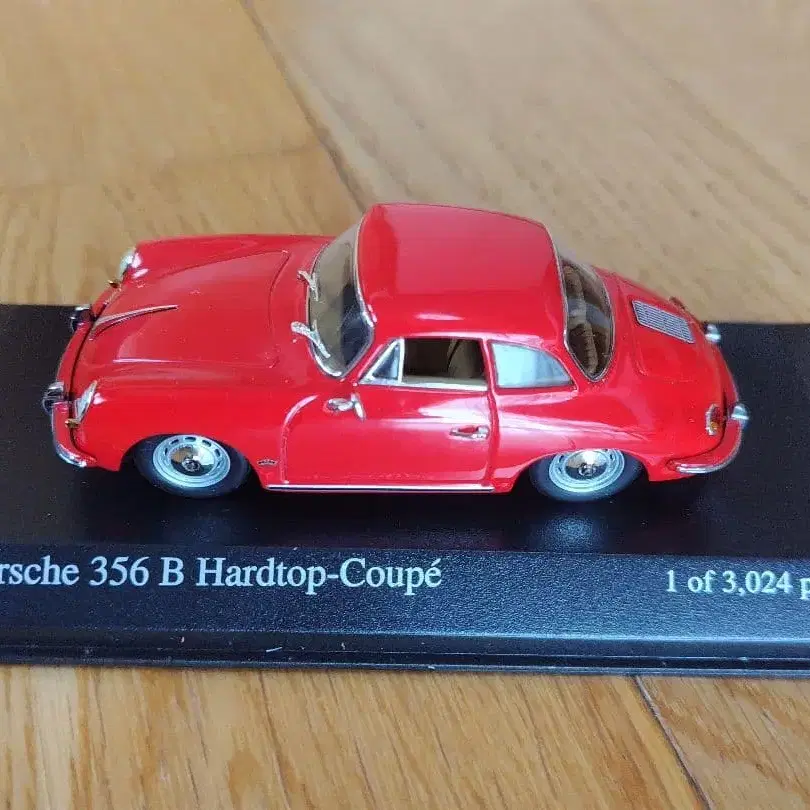 rsche 356 B Hardtop-Coupé
1 of 3,024 p